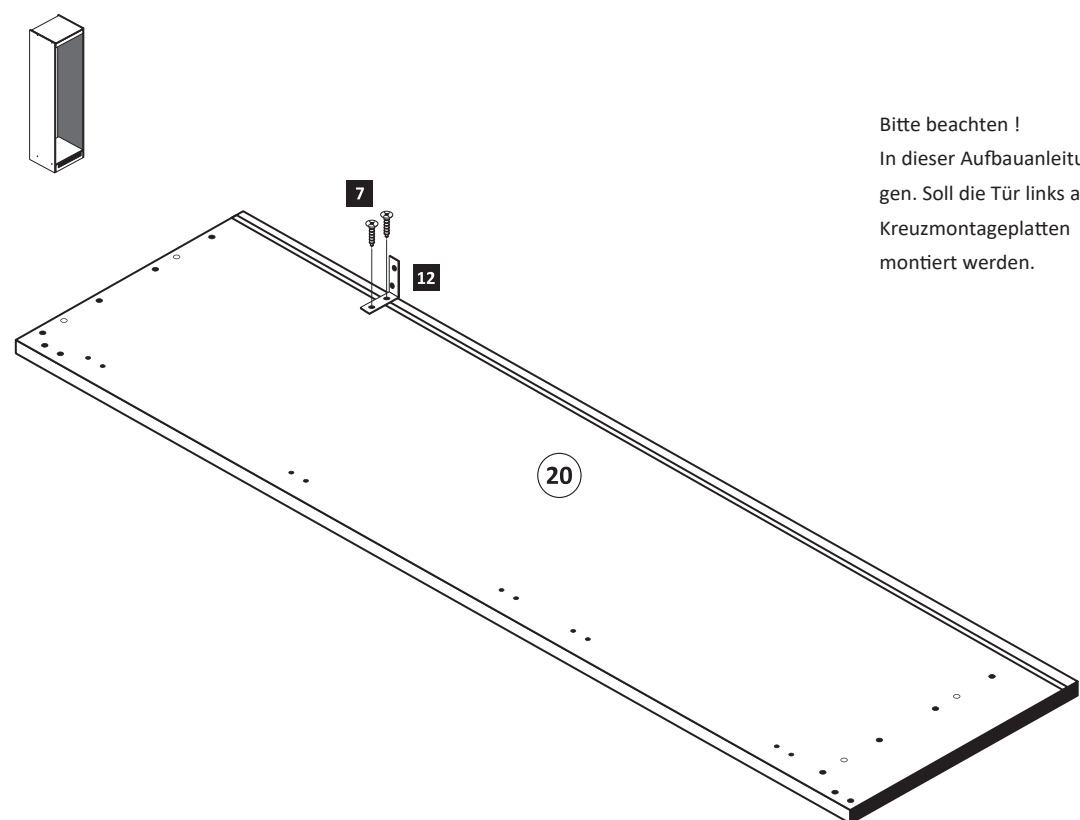 Bitte beachten !
In dieser Aufbauanleitu
gen. Soll die Tür links a
Kreuzmontageplatten
montiert werden.
7
12
20